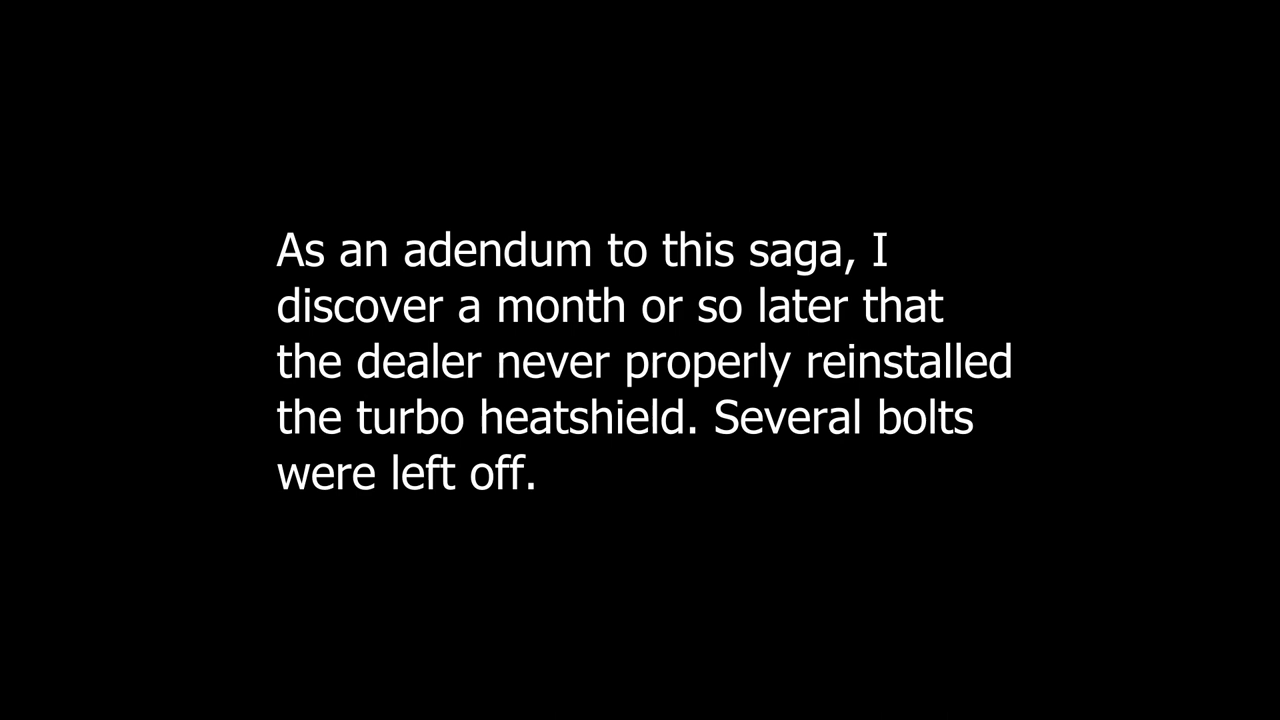 As an adendum to this saga, I
discover a month or so later that
the dealer never properly reinstalled
the turbo heatshield. Several bolts
were left off.